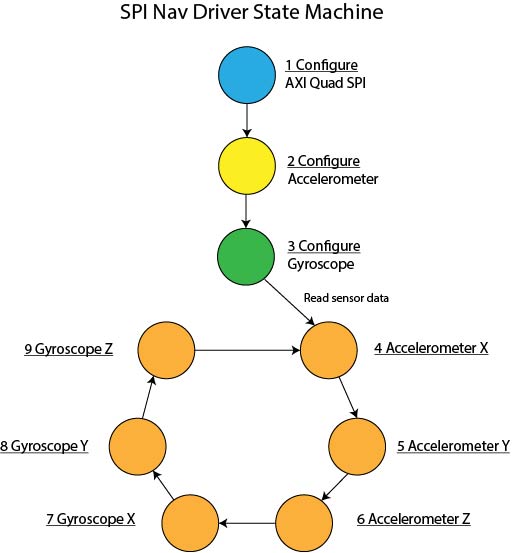 SPI Nav Driver State Machine
1 Configure
AXI Quad SPI
2 Configure
Accelerometer
3 Configure
Gyroscope
Read sensor data
9 Gyroscope Z
4 Accelerometer X
8 Gyroscope Y
5 Accelerometer Y
7 Gyroscope X
6 Accelerometer Z